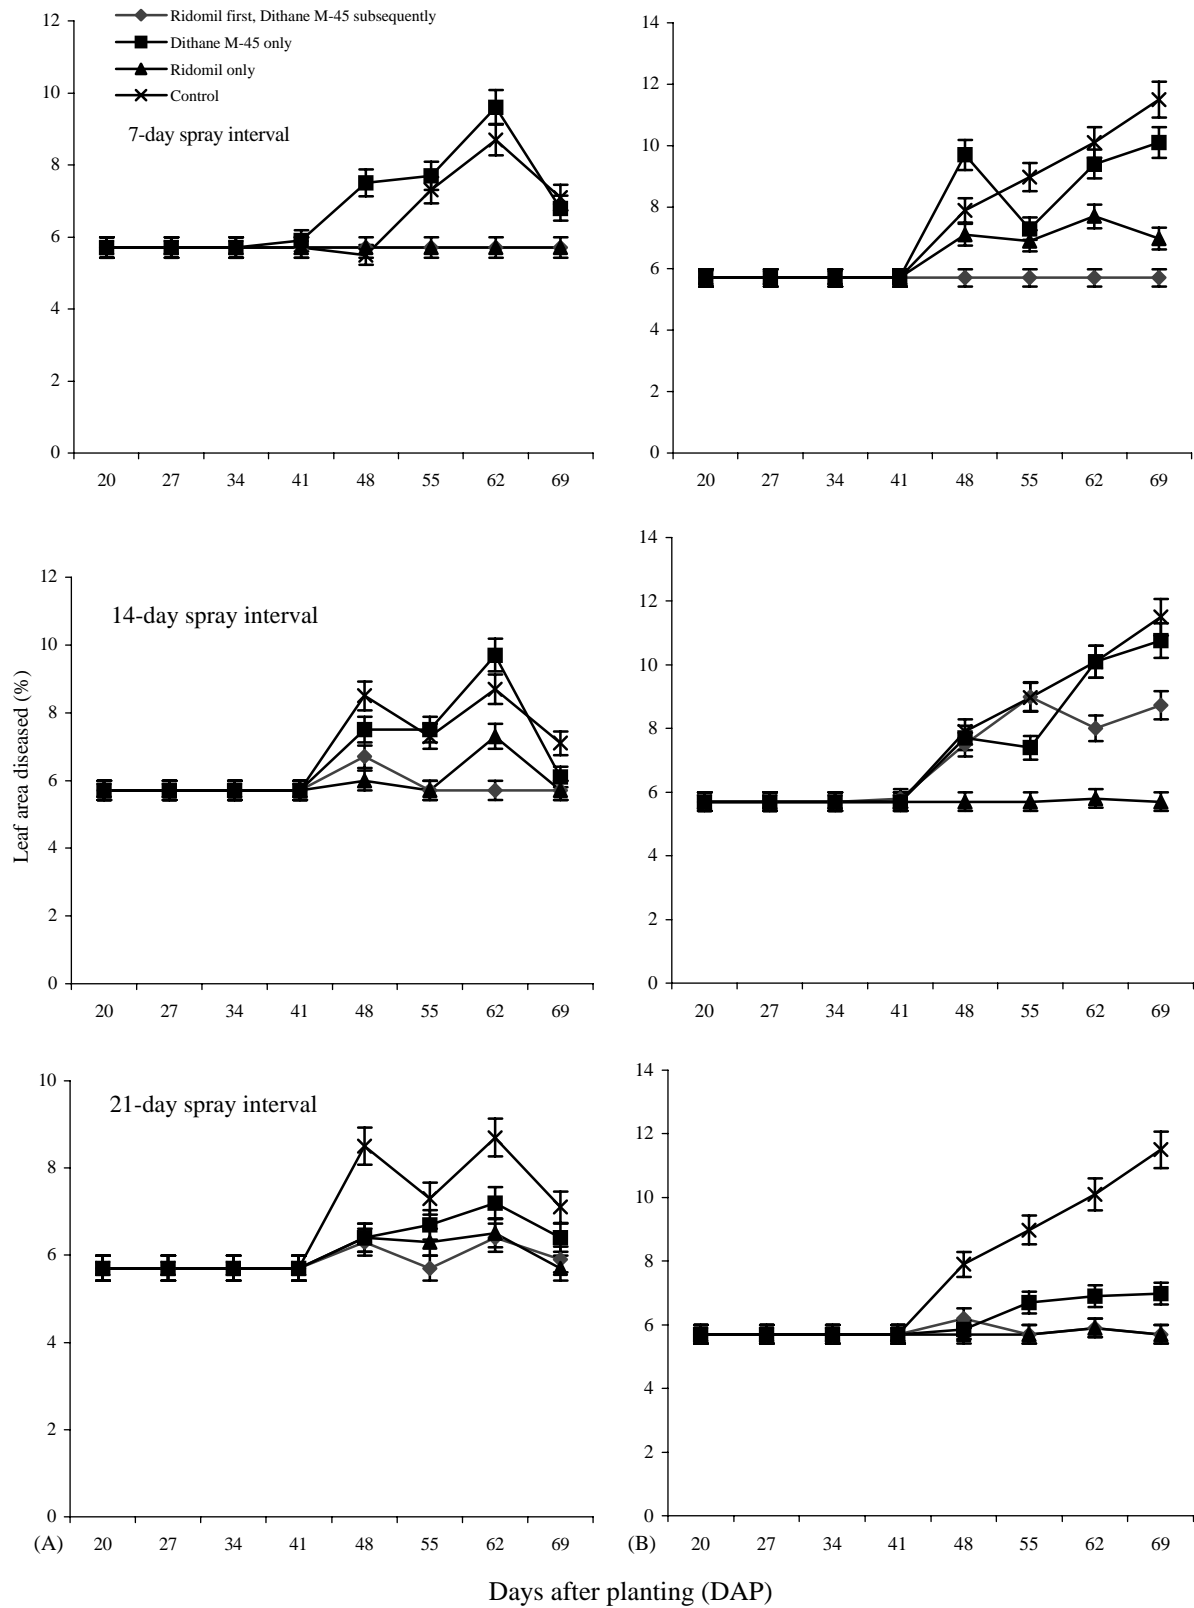 Ridomil first, Dithane M-45 subsequently
Dithane M-45 only
Ridomil only
Control
7-day spray interval
12
10
8
6
4
2
0
20 27 34 41 48 55 62 69
14
12
10
8
6
4
2
0
20 27 34 41 48 55 62 69
Leaf area diseased (%)
14-day spray interval
12
10
8
6
4
2
0
20 27 34 41 48 55 62 69
14
12
10
8
6
4
2
0
20 27 34 41 48 55 62 69
21-day spray interval
10
8
6
4
2
0
(A) 20 27 34 41 48 55 62 69
14
12
10
8
6
4
2
0
(B) 20 27 34 41 48 55 62 69
Days after planting (DAP)